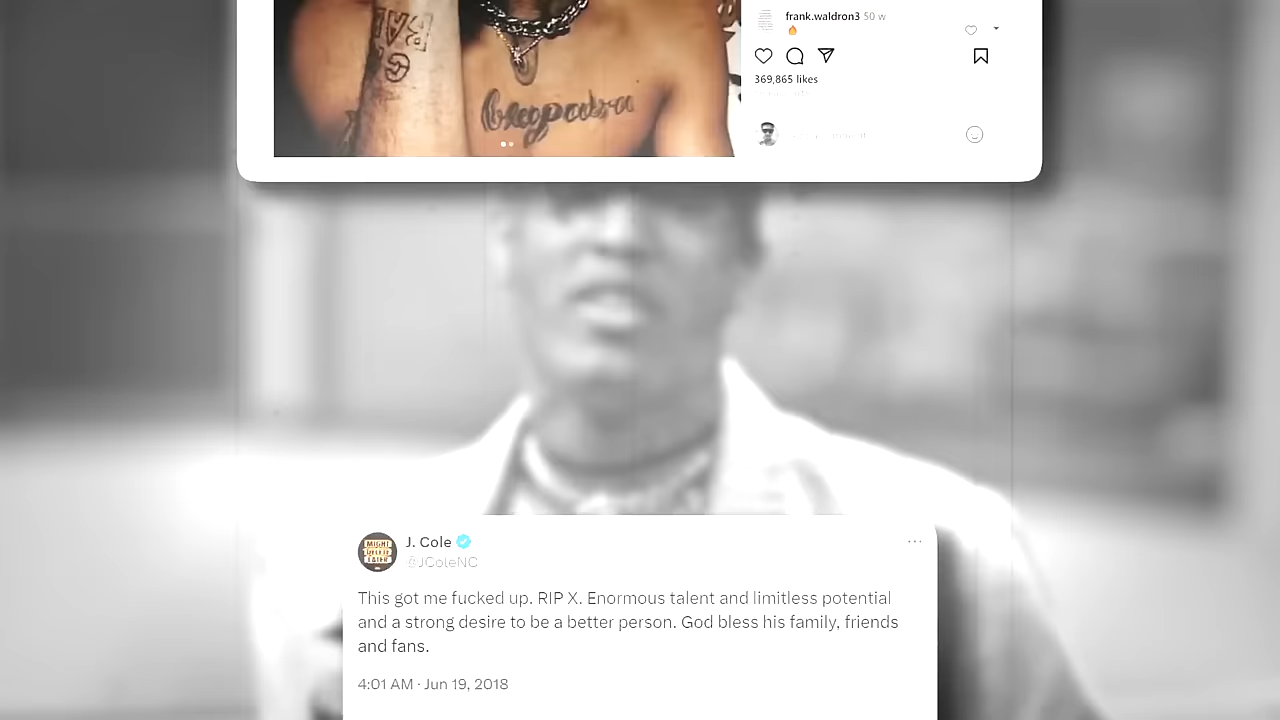 frank.waldron3 50 w
🔥
369,865 likes
Cleopatra
J. Cole
@JColeNC
This got me fucked up. RIP X. Enormous talent and limitless potential
and a strong desire to be a better person. God bless his family, friends
and fans.
4:01 AM · Jun 19, 2018